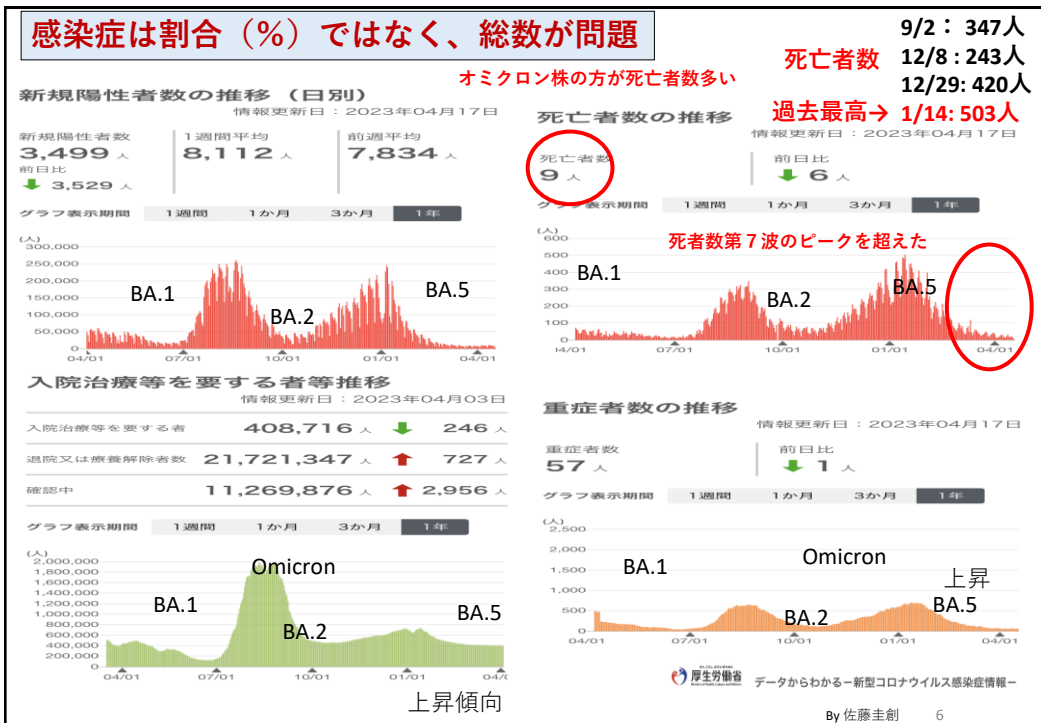 感染症は割合（%）ではなく、総数が問題
死亡者数
9/2： 347人
12/8 : 243人
12/29: 420人
過去最高→ 1/14: 503人
オミクロン株の方が死亡者数多い
新規陽性者数の推移（日別）
情報更新日：2023年04月17日
新規陽性者数
3,499 人
前日比
3,529 人
1週間平均
8,112 人
前週平均
7,834 人
グラフ表示期間 1週間 1か月 3か月 1年
(人)
300,000
250,000
200,000
150,000
100,000
50,000
0
BA.1
BA.2
BA.5
04/01 07/01 10/01 01/01 04/01
死亡者数の推移
情報更新日：2023年04月17日
死亡者数
9 人
前日比
6 人
グラフ表示期間 1週間 1か月 3か月 1年
死者数第７波のピークを超えた
(人)
600
500
400
300
200
100
0
BA.1
BA.2
BA.5
04/01 07/01 10/01 01/01 04/01
入院治療等を要する者等推移
情報更新日：2023年04月03日
入院治療等を要する者 408,716 人 246 人
退院又は療養解除者数 21,721,347 人 727 人
確認中 11,269,876 人 2,956 人
グラフ表示期間 1週間 1か月 3か月 1年
(人)
2,000,000
1,800,000
1,600,000
1,400,000
1,200,000
1,000,000
800,000
600,000
400,000
200,000
0
Omicron
BA.1
BA.2
BA.5
04/01 07/01 10/01 01/01 04/0
上昇傾向
重症者数の推移
情報更新日：2023年04月17日
重症者数
57 人
前日比
1 人
グラフ表示期間 1週間 1か月 3か月 1年
(人)
2,500
2,000
1,500
1,000
500
0
BA.1
Omicron
上昇
BA.2
BA.5
04/01 07/01 10/01 01/01 04/01
厚生労働省
データからわかる－新型コロナウイルス感染症情報－
By 佐藤圭創 6